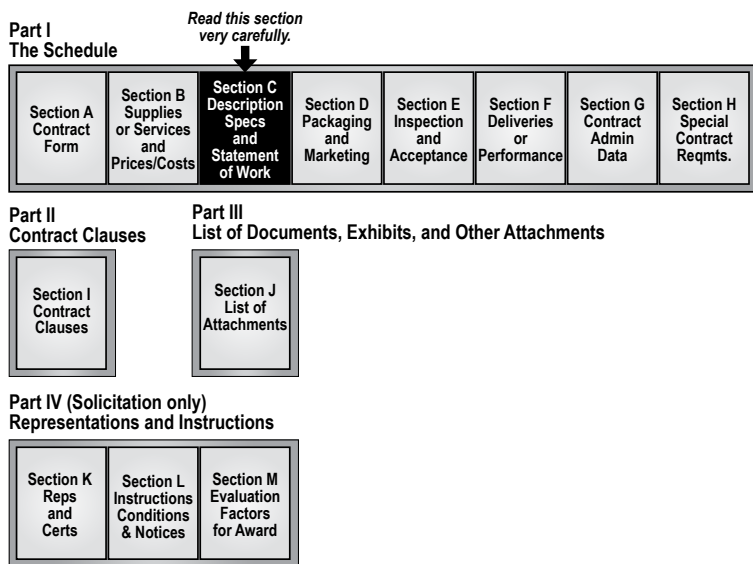 Part I
The Schedule
Read this section
very carefully.
Section A
Contract
Form
Section B
Supplies
or Services
and
Prices/Costs
Section C
Description
Specs
and
Statement
of Work
Section D
Packaging
and
Marketing
Section E
Inspection
and
Acceptance
Section F
Deliveries
or
Performance
Section G
Contract
Admin
Data
Section H
Special
Contract
Reqmts.
Part II
Contract Clauses
Section I
Contract
Clauses
Part III
List of Documents, Exhibits, and Other Attachments
Section J
List of
Attachments
Part IV (Solicitation only)
Representations and Instructions
Section K
Reps
and
Certs
Section L
Instructions
Conditions
& Notices
Section M
Evaluation
Factors
for Award